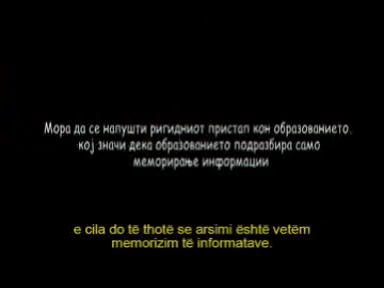 Мора да се напушти ригидниот пристап кон образованието,
кој значи дека образованието подразбира само
меморирање информации
e cila do të thotë se arsimi është vetëm
memorizim të informatave.